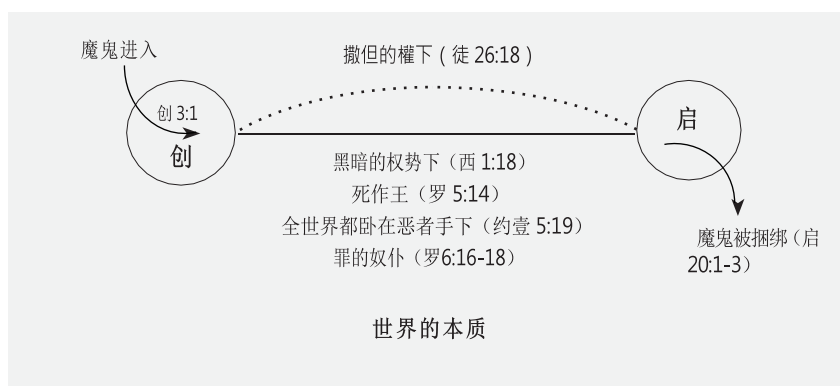 魔鬼进入
撒但的權下 ( 徒 26:18 )
创 3:1
创
启
黑暗的权势下（西 1:18）
死作王（罗 5:14）
全世界都卧在恶者手下（约壹 5:19）
罪的奴仆（罗6:16-18）
魔鬼被捆绑（启
20:1-3）
世界的本质